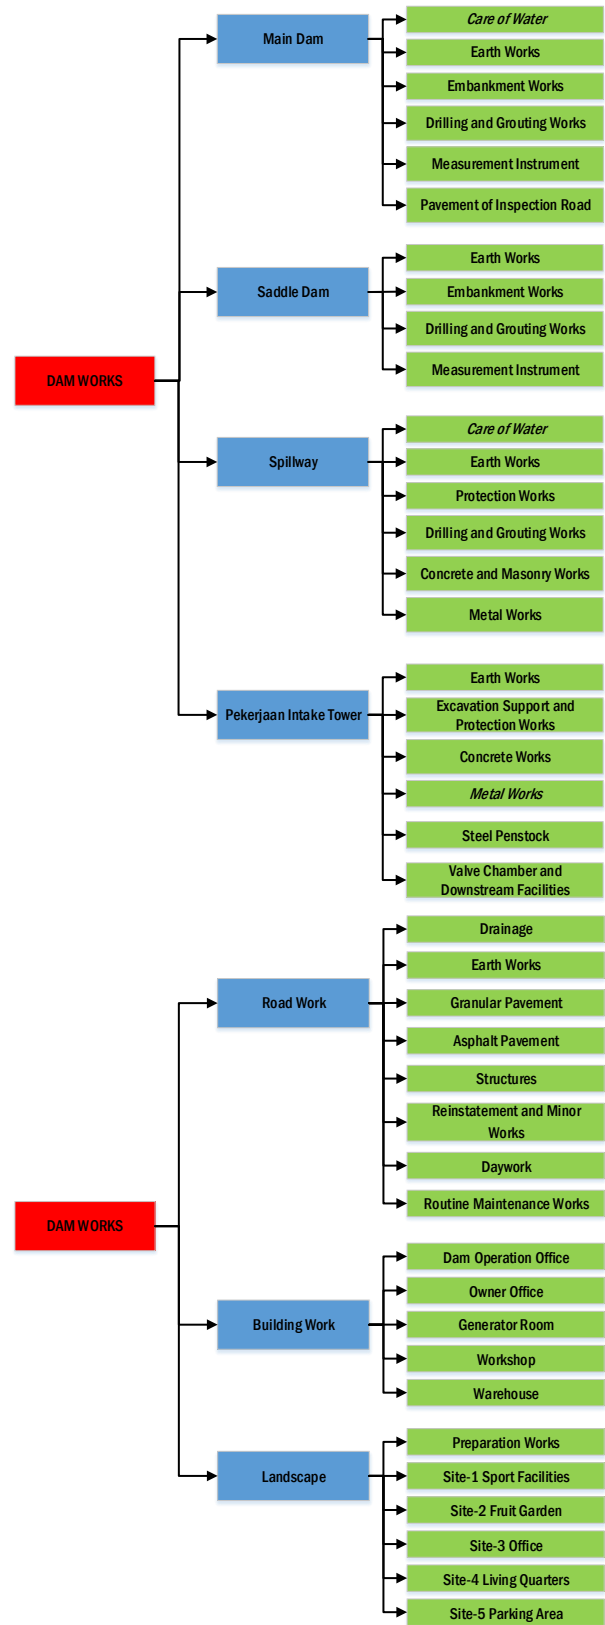 DAM WORKS
Main Dam
Care of Water
Earth Works
Embankment Works
Drilling and Grouting Works
Measurement Instrument
Pavement of Inspection Road
Saddle Dam
Earth Works
Embankment Works
Drilling and Grouting Works
Measurement Instrument
Spillway
Care of Water
Earth Works
Protection Works
Drilling and Grouting Works
Concrete and Masonry Works
Metal Works
Pekerjaan Intake Tower
Earth Works
Excavation Support and
Protection Works
Concrete Works
Metal Works
Steel Penstock
Valve Chamber and
Downstream Facilities
DAM WORKS
Road Work
Drainage
Earth Works
Granular Pavement
Asphalt Pavement
Structures
Reinstatement and Minor
Works
Daywork
Routine Maintenance Works
Building Work
Dam Operation Office
Owner Office
Generator Room
Workshop
Warehouse
Landscape
Preparation Works
Site-1 Sport Facilities
Site-2 Fruit Garden
Site-3 Office
Site-4 Living Quarters
Site-5 Parking Area